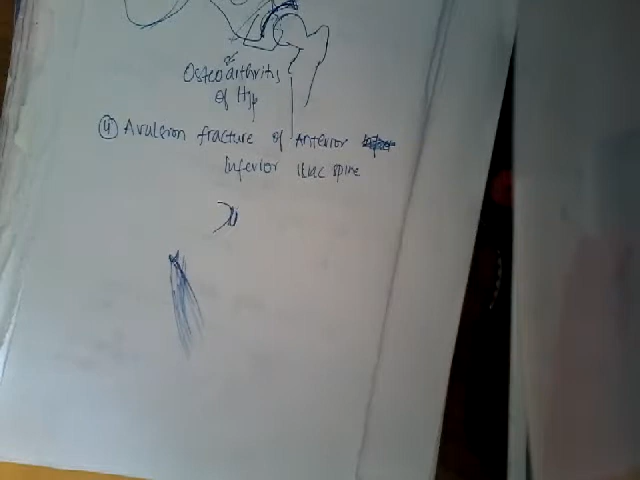 Osteoarthritis
of Hip
④ Avulsion fracture of Anterior
Inferior iliac spine